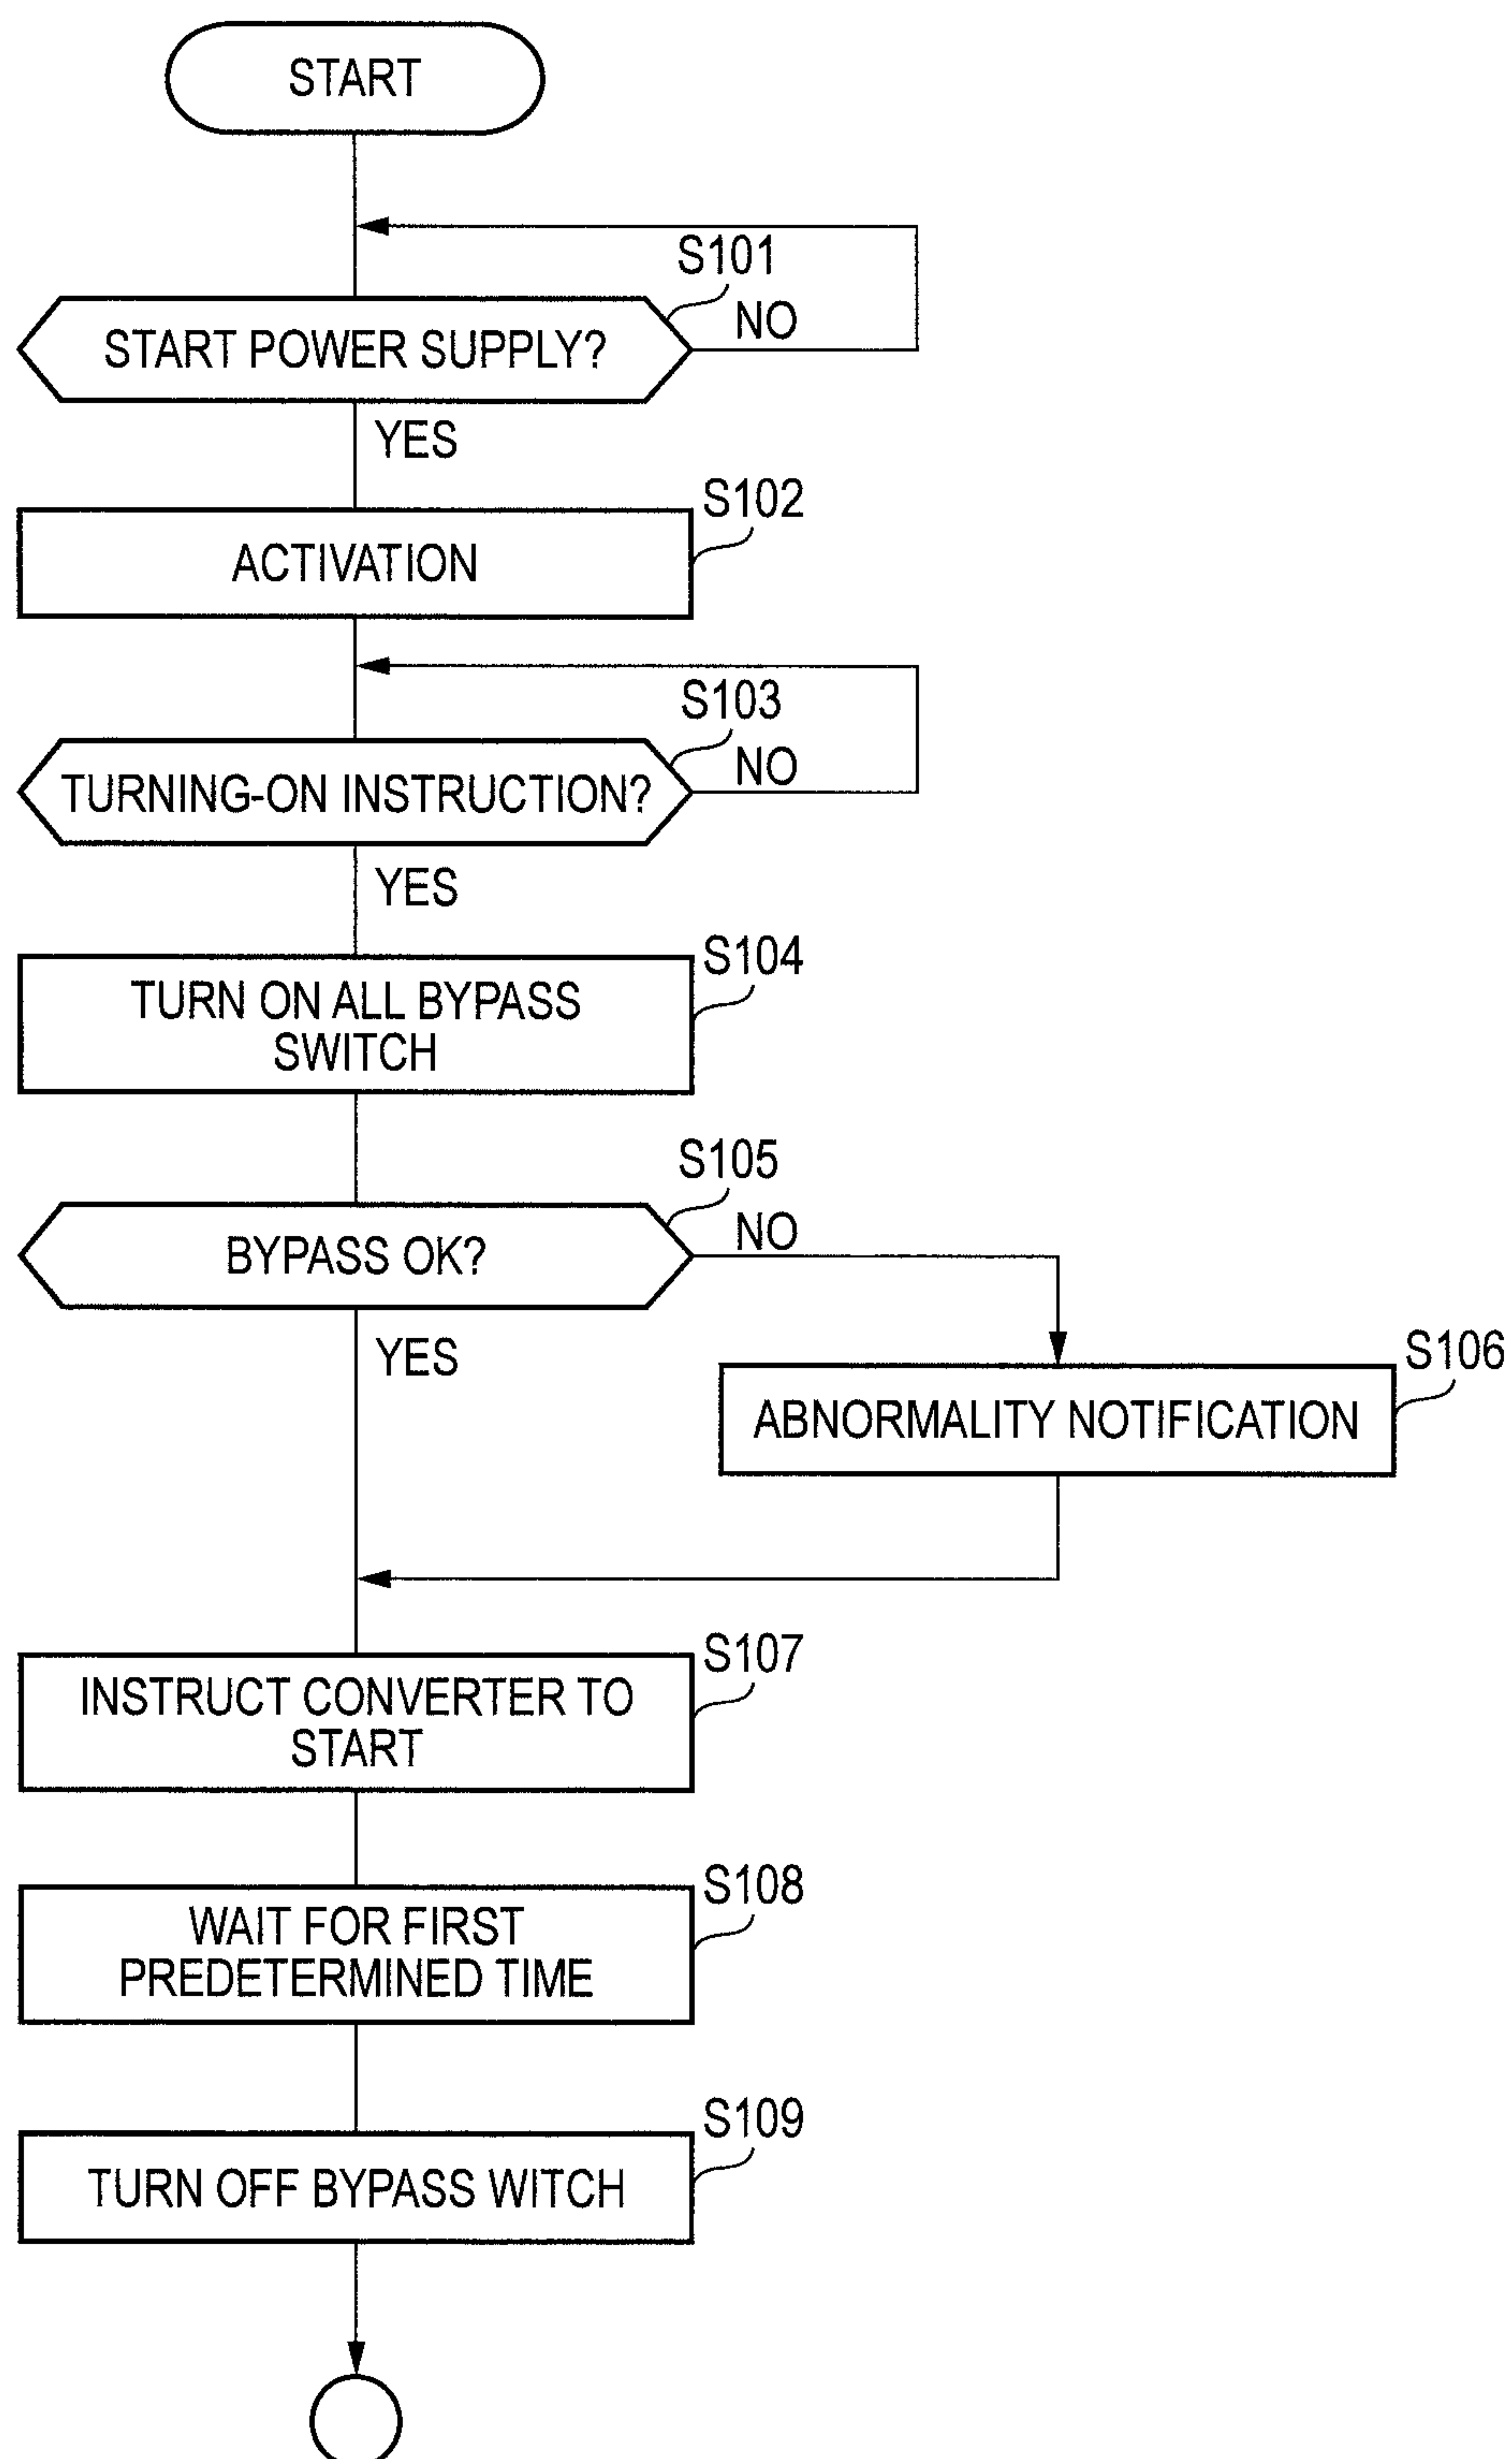 START
S101
START POWER SUPPLY?
NO
YES
S102
ACTIVATION
S103
TURNING-ON INSTRUCTION?
NO
YES
S104
TURN ON ALL BYPASS
SWITCH
S105
BYPASS OK?
NO
YES
S106
ABNORMALITY NOTIFICATION
S107
INSTRUCT CONVERTER TO
START
S108
WAIT FOR FIRST
PREDETERMINED TIME
S109
TURN OFF BYPASS WITCH